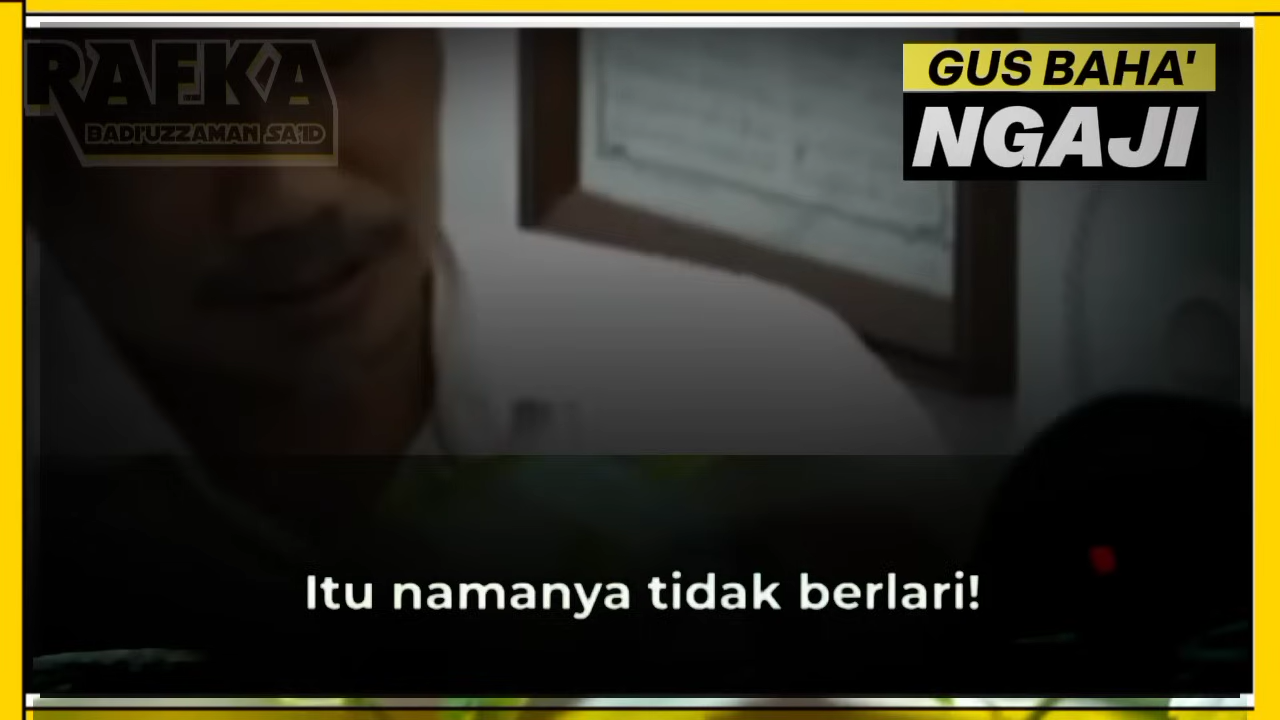 RAFKA
BADI'UZZAMAN SA'ID
GUS BAHA'
NGAJI
Itu namanya tidak berlari!